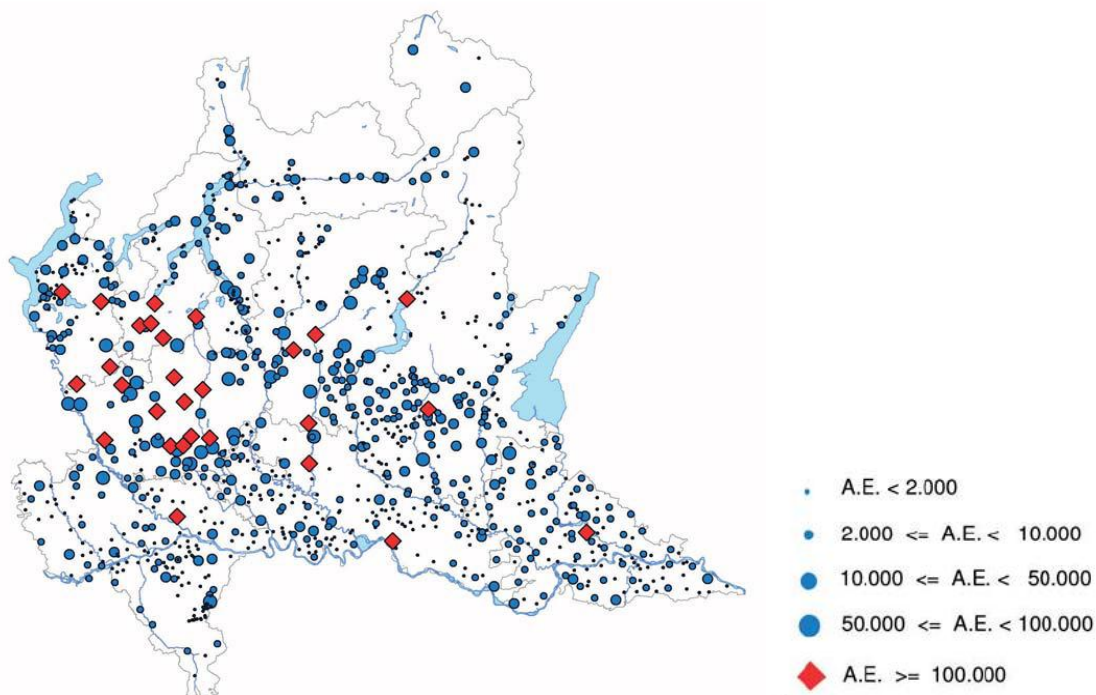 A.E. < 2.000
2.000 <= A.E. < 10.000
10.000 <= A.E. < 50.000
50.000 <= A.E. < 100.000
A.E. >= 100.000